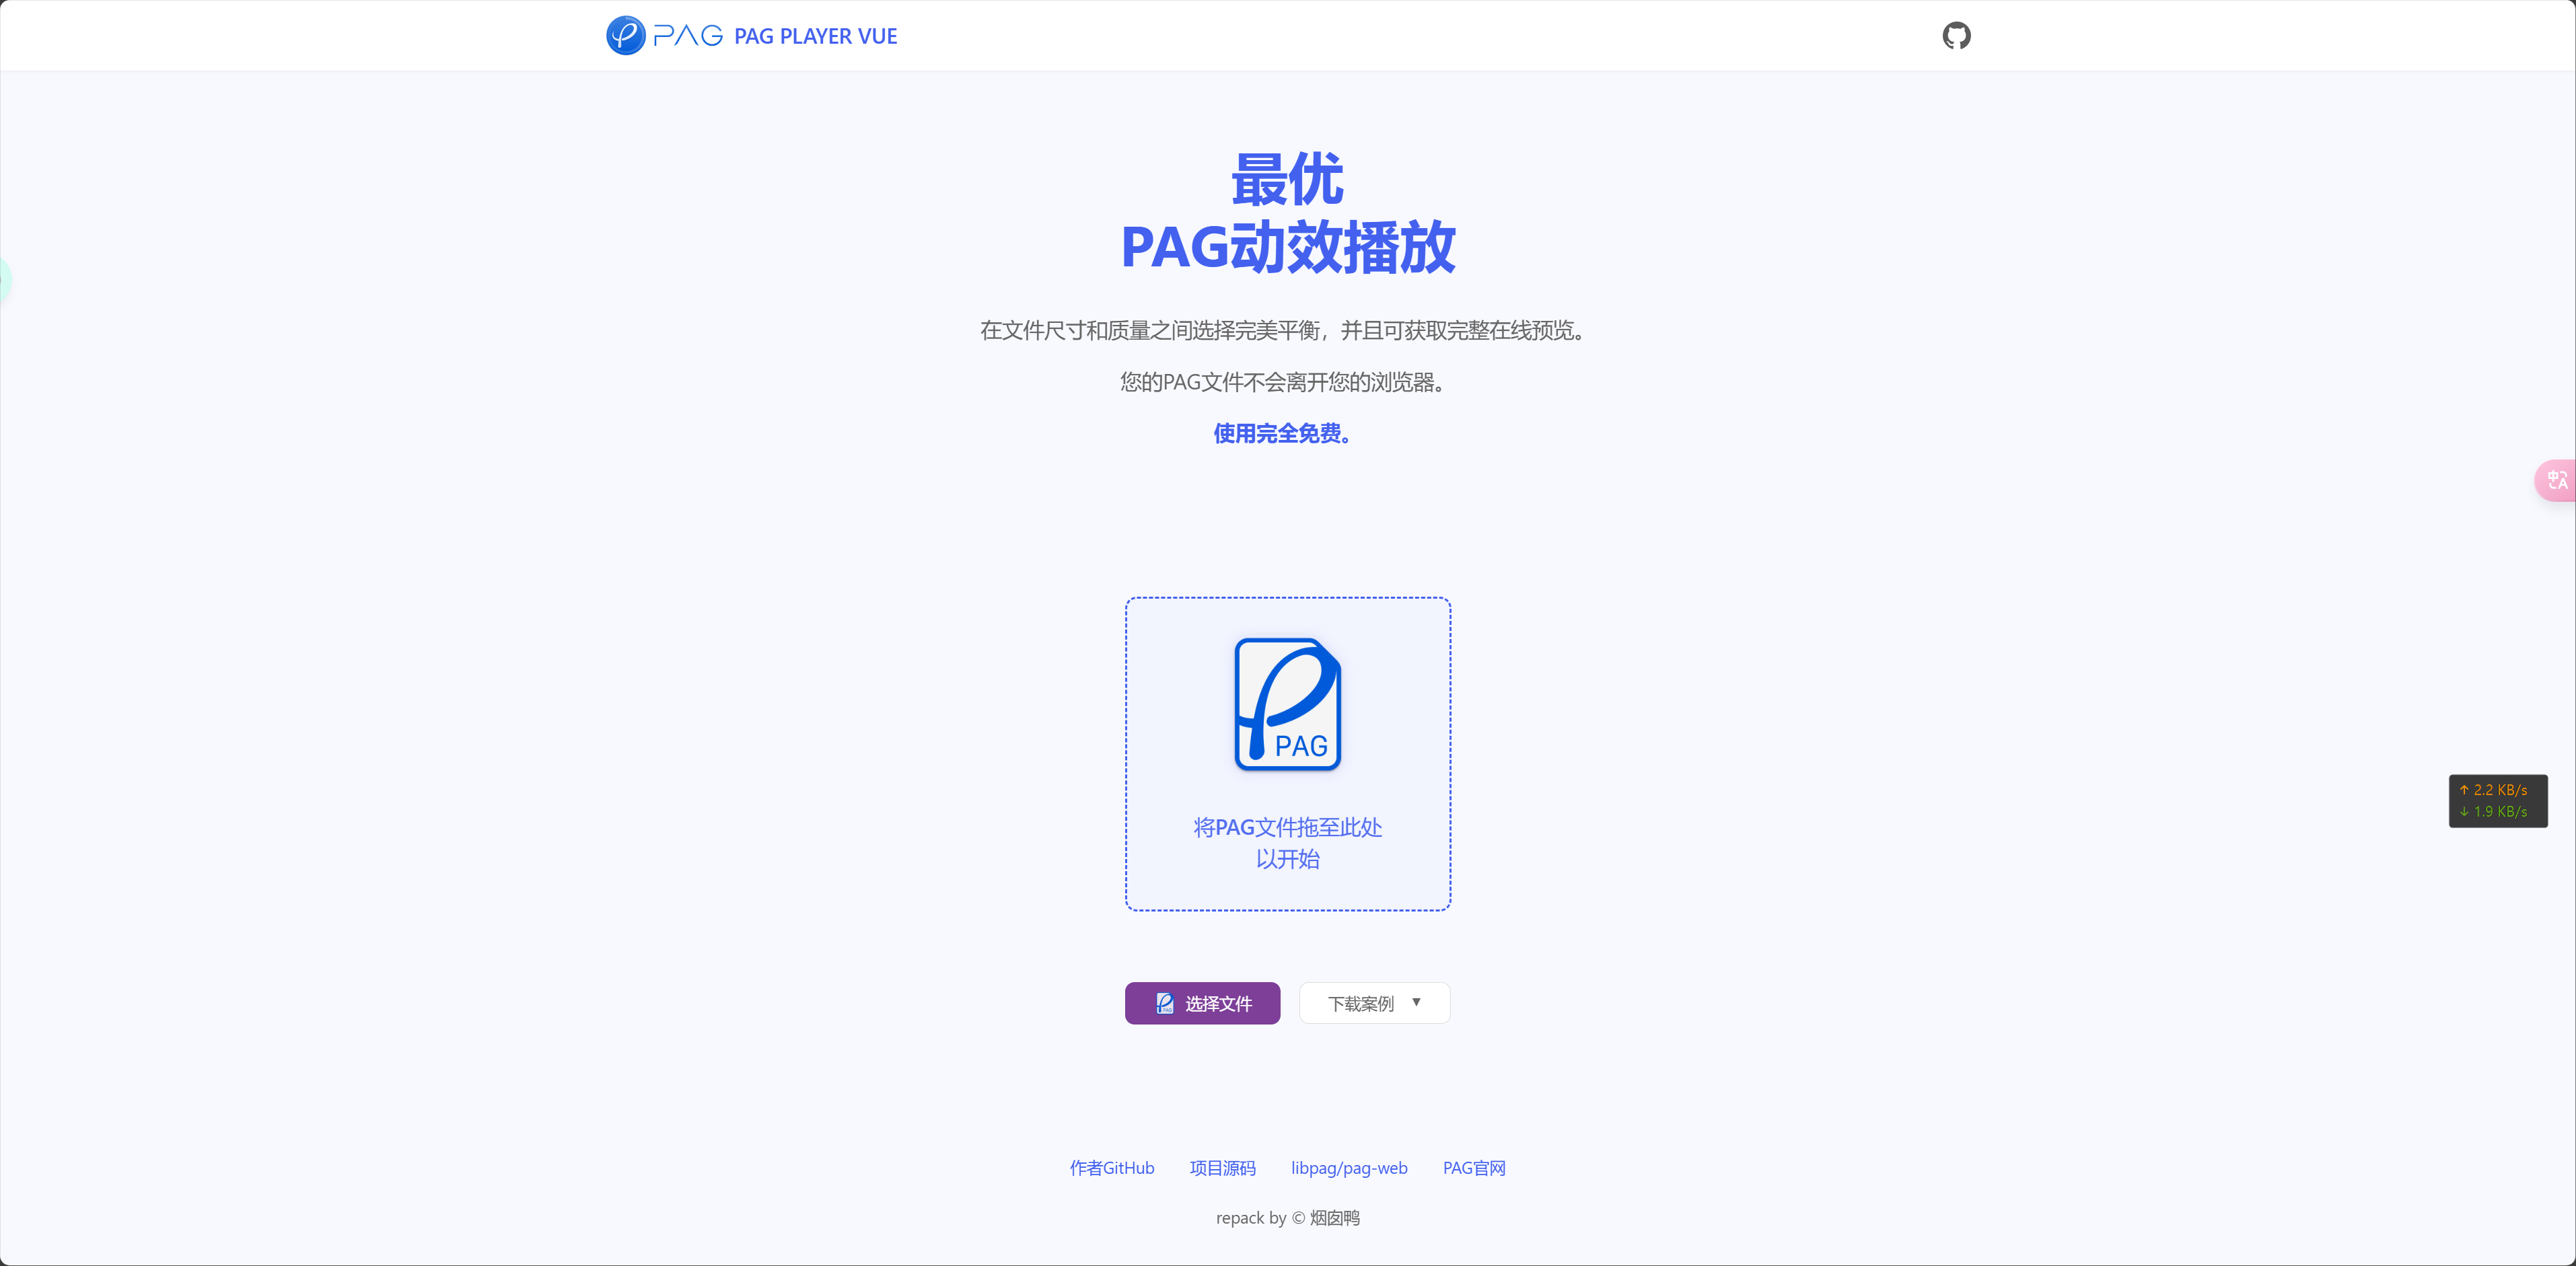 PAG PAG PLAYER VUE
最优
PAG动效播放
在文件尺寸和质量之间选择完美平衡，并且可获取完整在线预览。
您的PAG文件不会离开您的浏览器。
使用完全免费。
中A
PAG
↑ 2.2 KB/s
↓ 1.9 KB/s
将PAG文件拖至此处
以开始
选择文件 下载案例 ▼
作者GitHub 项目源码 libpag/pag-web PAG官网
repack by © 烟囱鸭